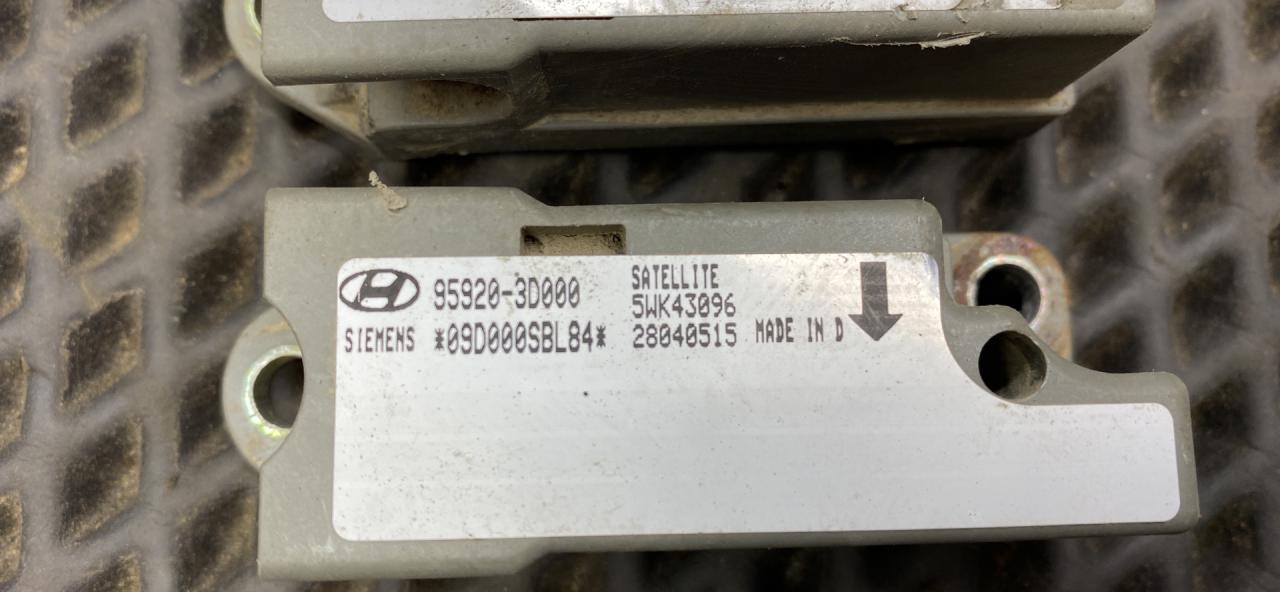 95920-3D000
SIEMENS *09D000SBL84*
SATELLITE
5WK43096
28040515 MADE IN D